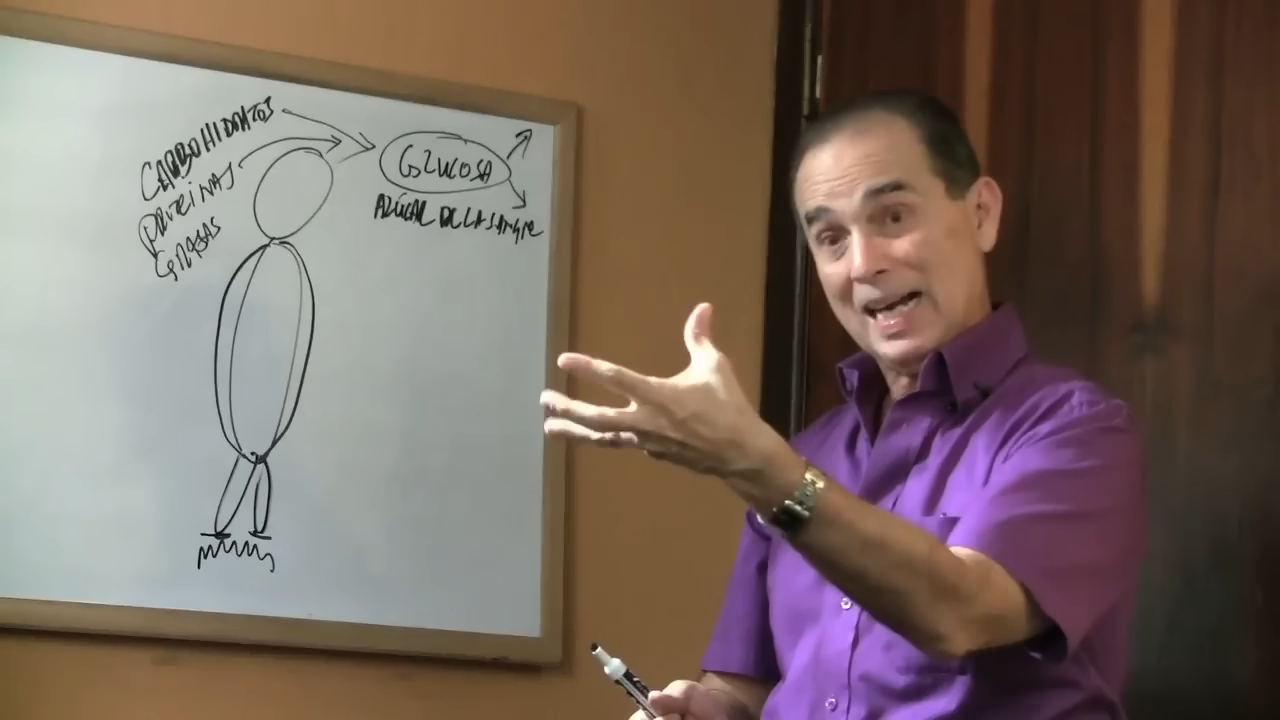 CARBOHIDRATOS
PROTEINAS
GRASAS
GLUCOSA
AZÚCAR DE LA SANGRE